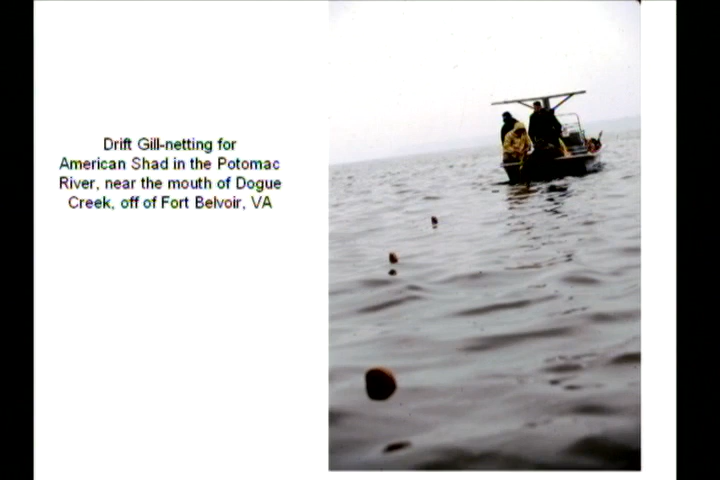 Drift Gill-netting for
American Shad in the Potomac
River, near the mouth of Dogue
Creek, off of Fort Belvoir, VA